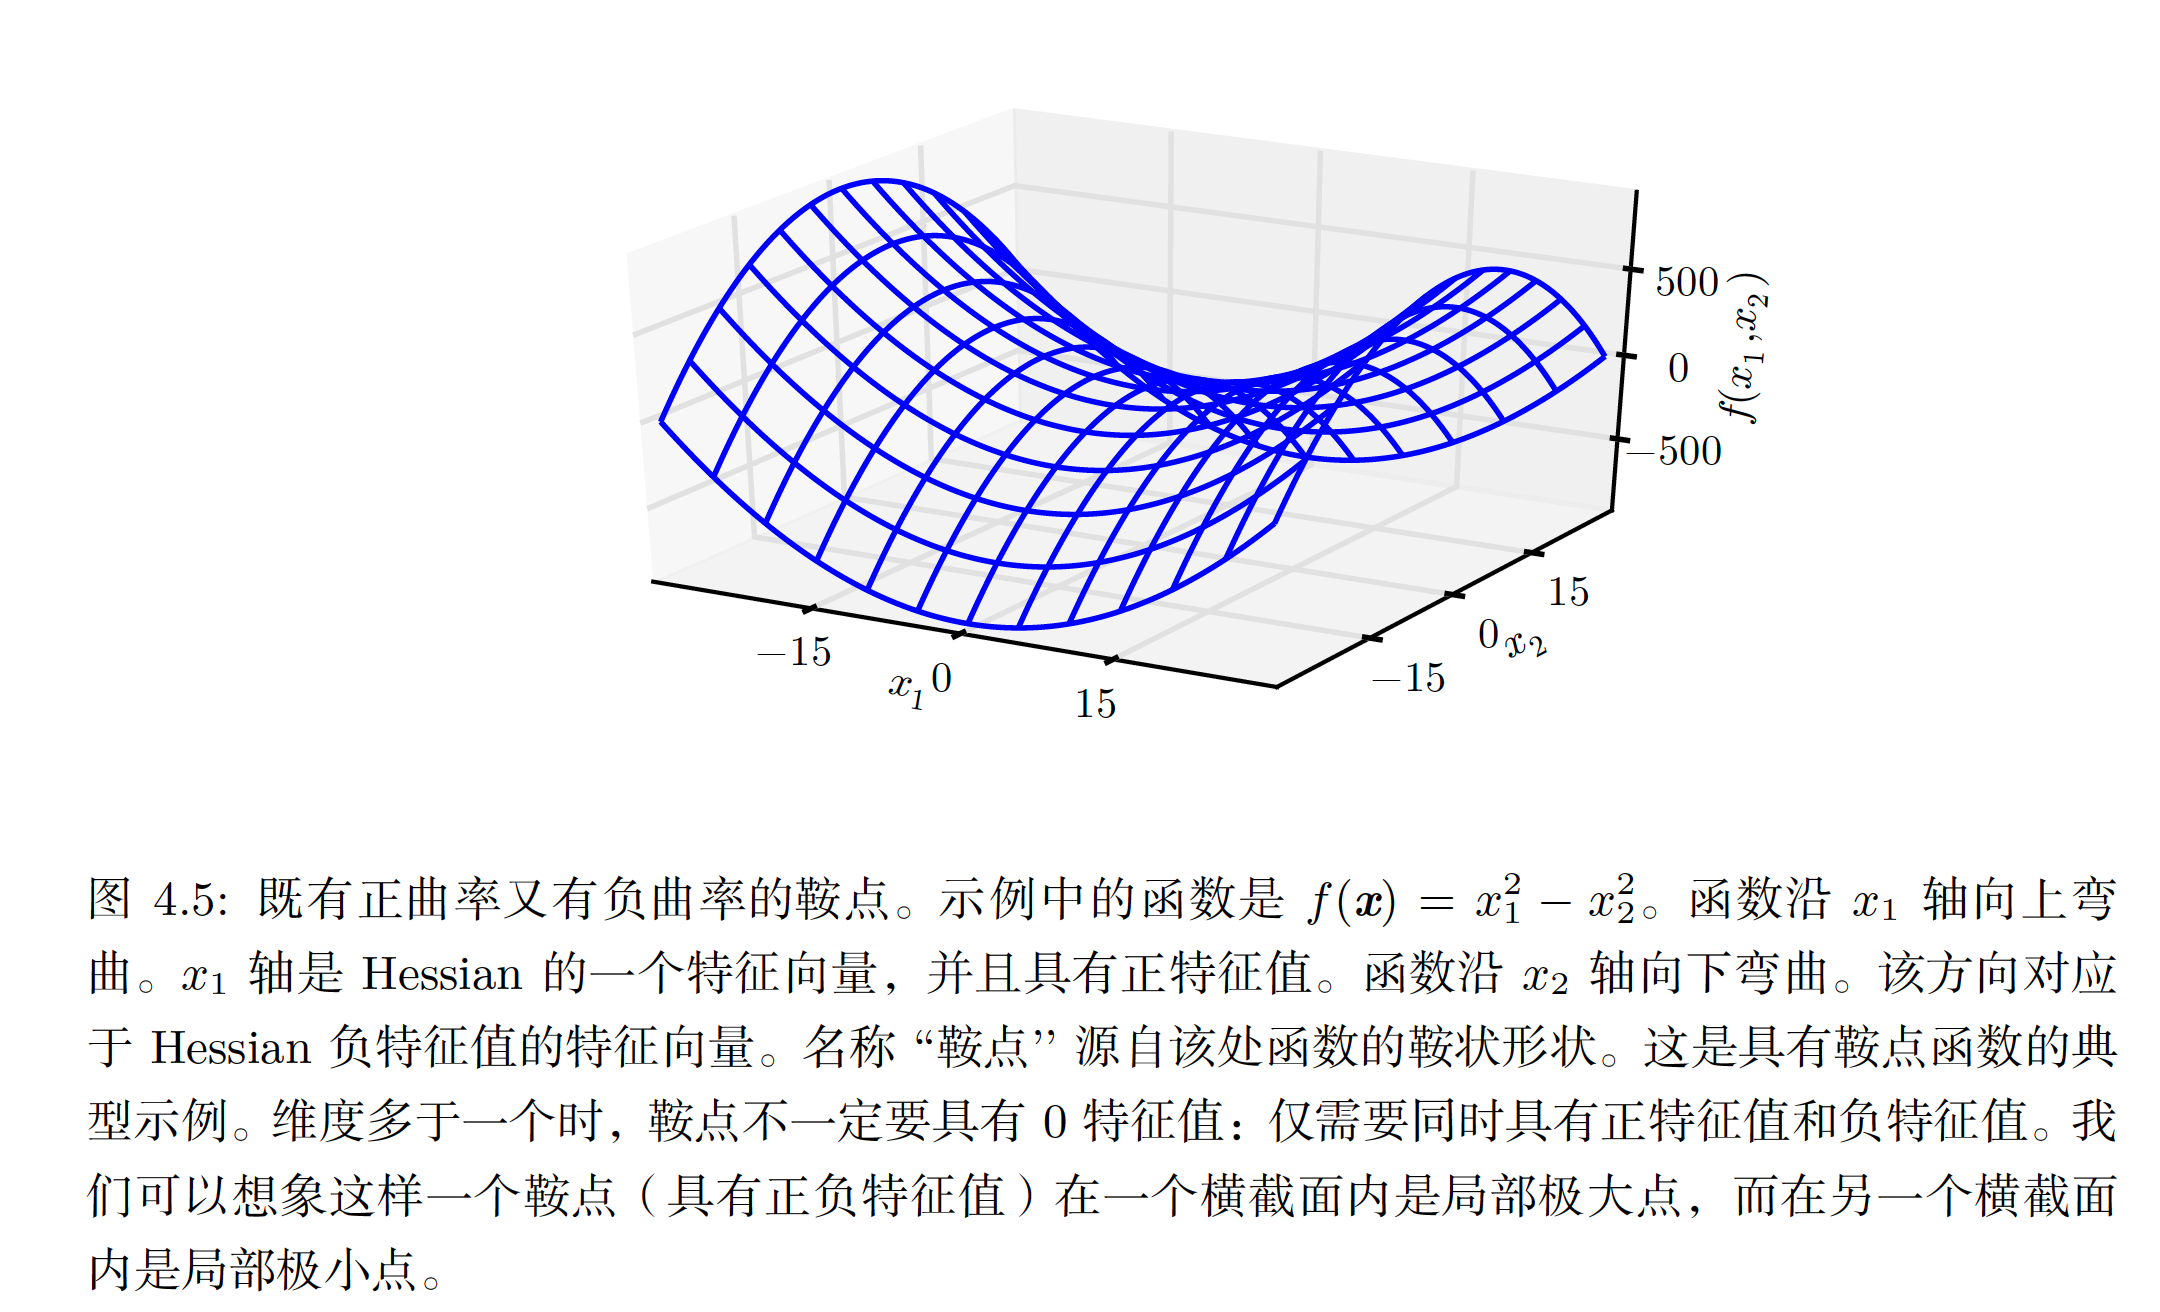 500
0
−500
f(x₁,x₂)
−15
x₁ 0
15
−15
0 x₂
15
图 4.5: 既有正曲率又有负曲率的鞍点。示例中的函数是 f(x) = x₁² − x₂²。函数沿 x₁ 轴向上弯
曲。x₁ 轴是 Hessian 的一个特征向量，并且具有正特征值。函数沿 x₂ 轴向下弯曲。该方向对应
于 Hessian 负特征值的特征向量。名称 “鞍点’’ 源自该处函数的鞍状形状。这是具有鞍点函数的典
型示例。维度多于一个时，鞍点不一定要具有 0 特征值：仅需要同时具有正特征值和负特征值。我
们可以想象这样一个鞍点（具有正负特征值）在一个横截面内是局部极大点，而在另一个横截面
内是局部极小点。